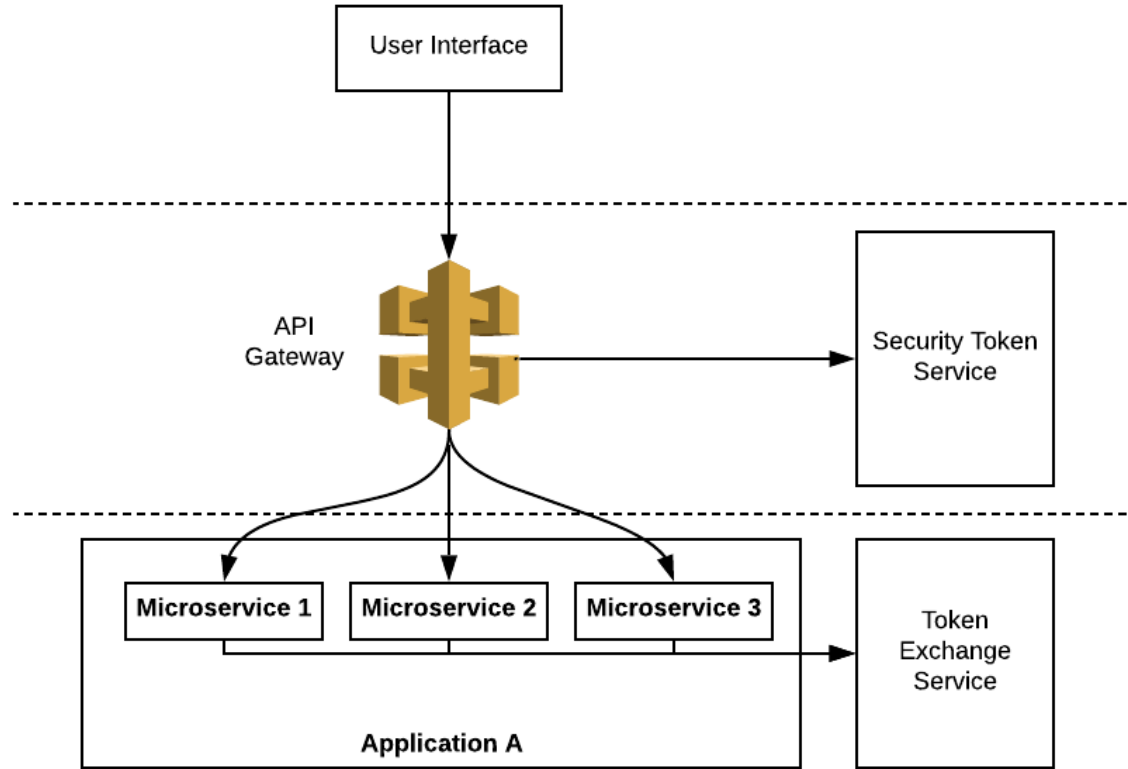 User Interface
API
Gateway
Security Token
Service
Microservice 1
Microservice 2
Microservice 3
Token
Exchange
Service
Application A